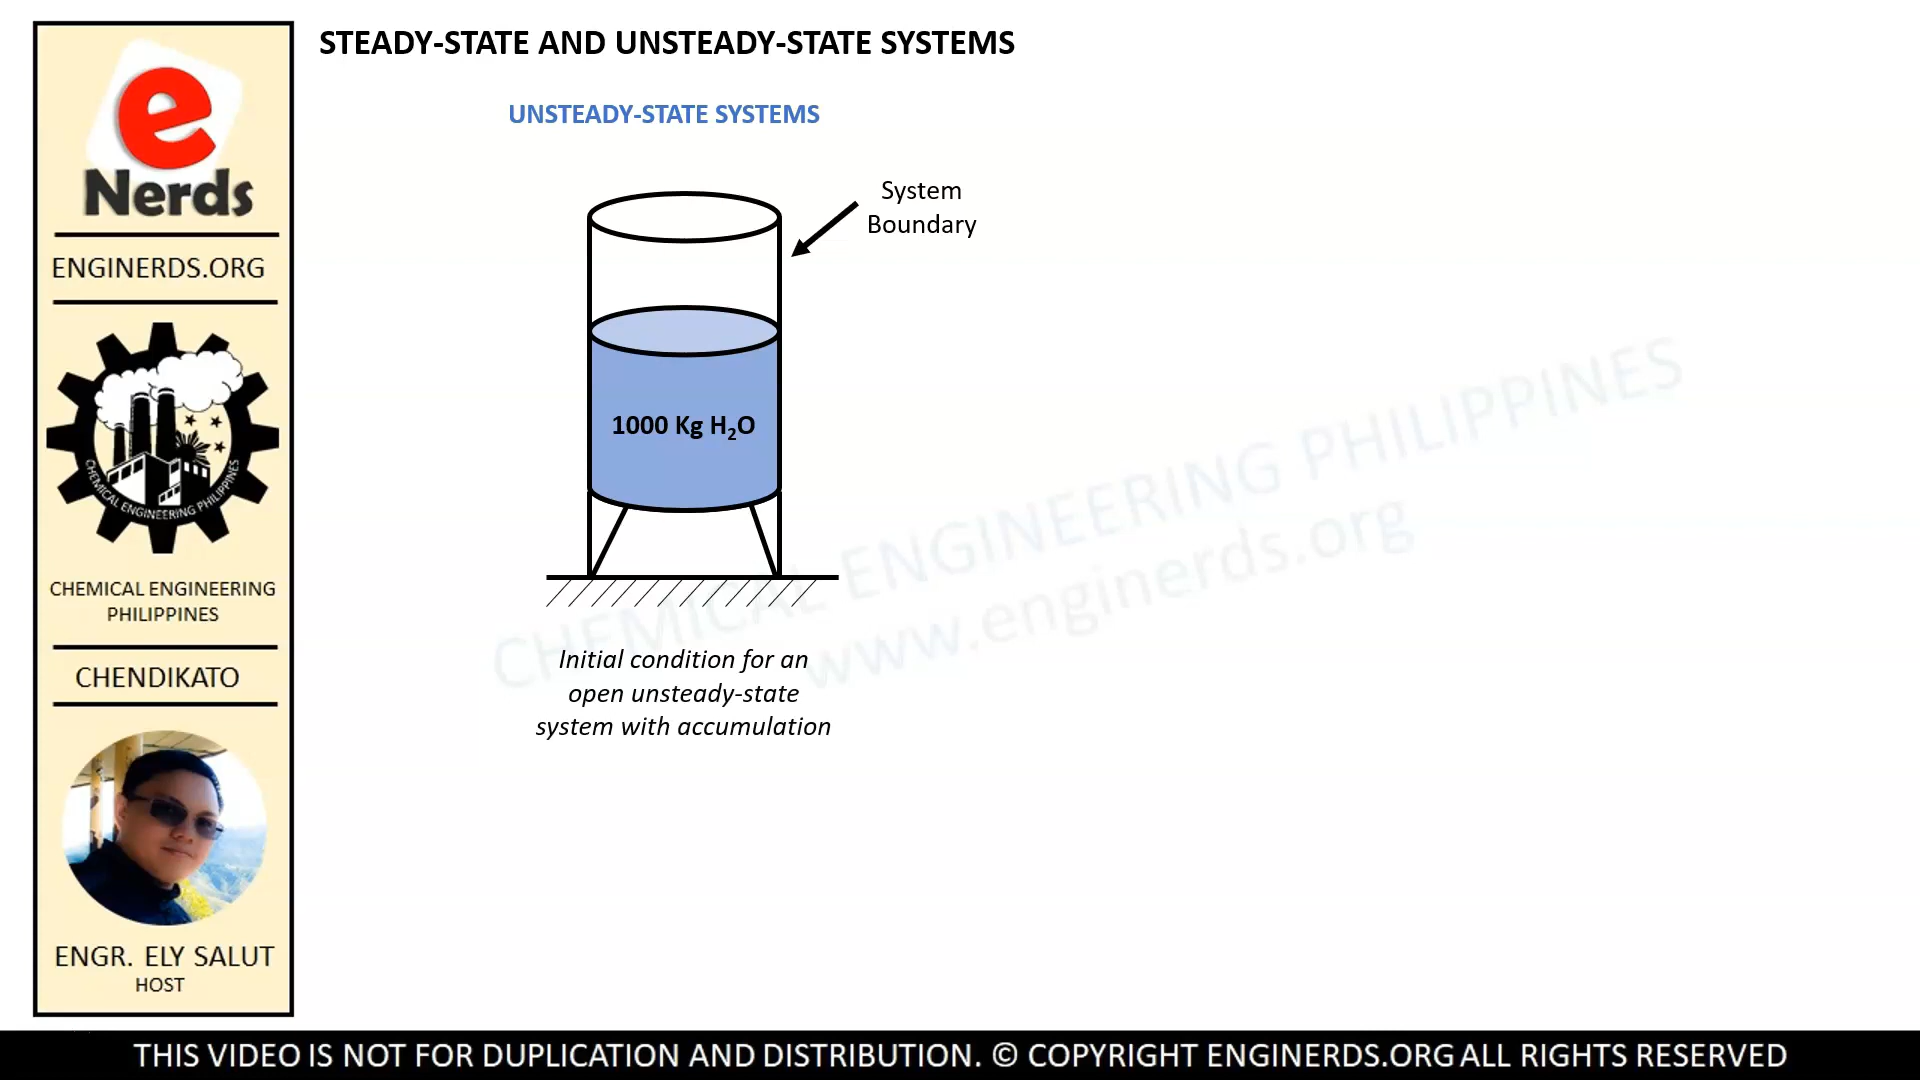 STEADY-STATE AND UNSTEADY-STATE SYSTEMS
UNSTEADY-STATE SYSTEMS
System
Boundary
1000 Kg H₂O
Initial condition for an
open unsteady-state
system with accumulation
e
Nerds
ENGINERDS.ORG
CHEMICAL ENGINEERING PHILIPPINES
CHEMICAL ENGINEERING
PHILIPPINES
CHENDIKATO
ENGR. ELY SALUT
HOST
CHEMICAL ENGINEERING PHILIPPINES
www.enginerds.org
THIS VIDEO IS NOT FOR DUPLICATION AND DISTRIBUTION. © COPYRIGHT ENGINERDS.ORG ALL RIGHTS RESERVED